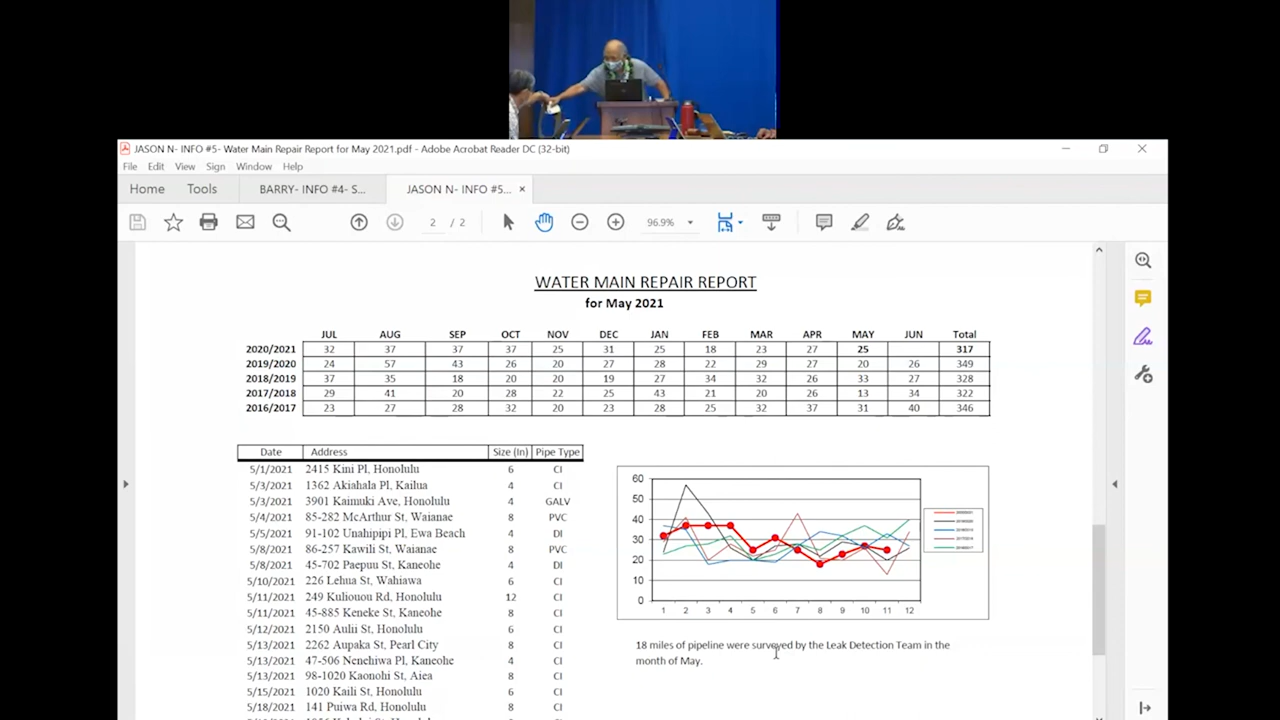 JASON N- INFO #5- Water Main Repair Report for May 2021.pdf - Adobe Acrobat Reader DC (32-bit)
File Edit View Sign Window Help
Home Tools BARRY- INFO #4- S... JASON N- INFO #5... ×
2 / 2 96.9%
WATER MAIN REPAIR REPORT
for May 2021
JUL AUG SEP OCT NOV DEC JAN FEB MAR APR MAY JUN Total
2020/2021 32 37 37 37 25 31 25 18 23 27 25 317
2019/2020 24 57 43 26 20 27 28 22 29 27 20 26 349
2018/2019 37 35 18 20 20 19 27 34 32 26 33 27 328
2017/2018 29 41 20 28 22 25 43 21 20 26 13 34 322
2016/2017 23 27 28 32 20 23 28 25 32 37 31 40 346
Date Address Size (In) Pipe Type
5/1/2021 2415 Kini Pl, Honolulu 6 CI
5/3/2021 1362 Akiahala Pl, Kailua 4 CI
5/3/2021 3901 Kaimuki Ave, Honolulu 4 GALV
5/4/2021 85-282 McArthur St, Waianae 8 PVC
5/5/2021 91-102 Unahipipi Pl, Ewa Beach 4 DI
5/8/2021 86-257 Kawili St, Waianae 8 PVC
5/8/2021 45-702 Paepuu St, Kaneohe 4 DI
5/10/2021 226 Lehua St, Wahiawa 6 CI
5/11/2021 249 Kuliouou Rd, Honolulu 12 CI
5/11/2021 45-885 Keneke St, Kaneohe 8 CI
5/12/2021 2150 Aulii St, Honolulu 6 CI
5/13/2021 2262 Aupaka St, Pearl City 8 CI
5/13/2021 47-506 Nenehiwa Pl, Kaneohe 4 CI
5/13/2021 98-1020 Kaonohi St, Aiea 8 CI
5/15/2021 1020 Kaili St, Honolulu 6 CI
5/18/2021 141 Puiwa Rd, Honolulu 8 CI
60
50
40
30
20
10
0
1 2 3 4 5 6 7 8 9 10 11 12
18 miles of pipeline were surveyed by the Leak Detection Team in the
month of May.